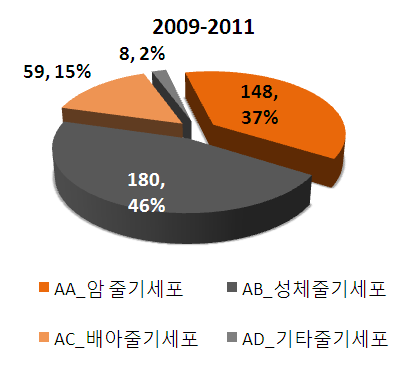 2009-2011
8, 2%
59, 15%
148,
37%
180,
46%
AA_암 줄기세포
AB_성체줄기세포
AC_배아줄기세포
AD_기타줄기세포